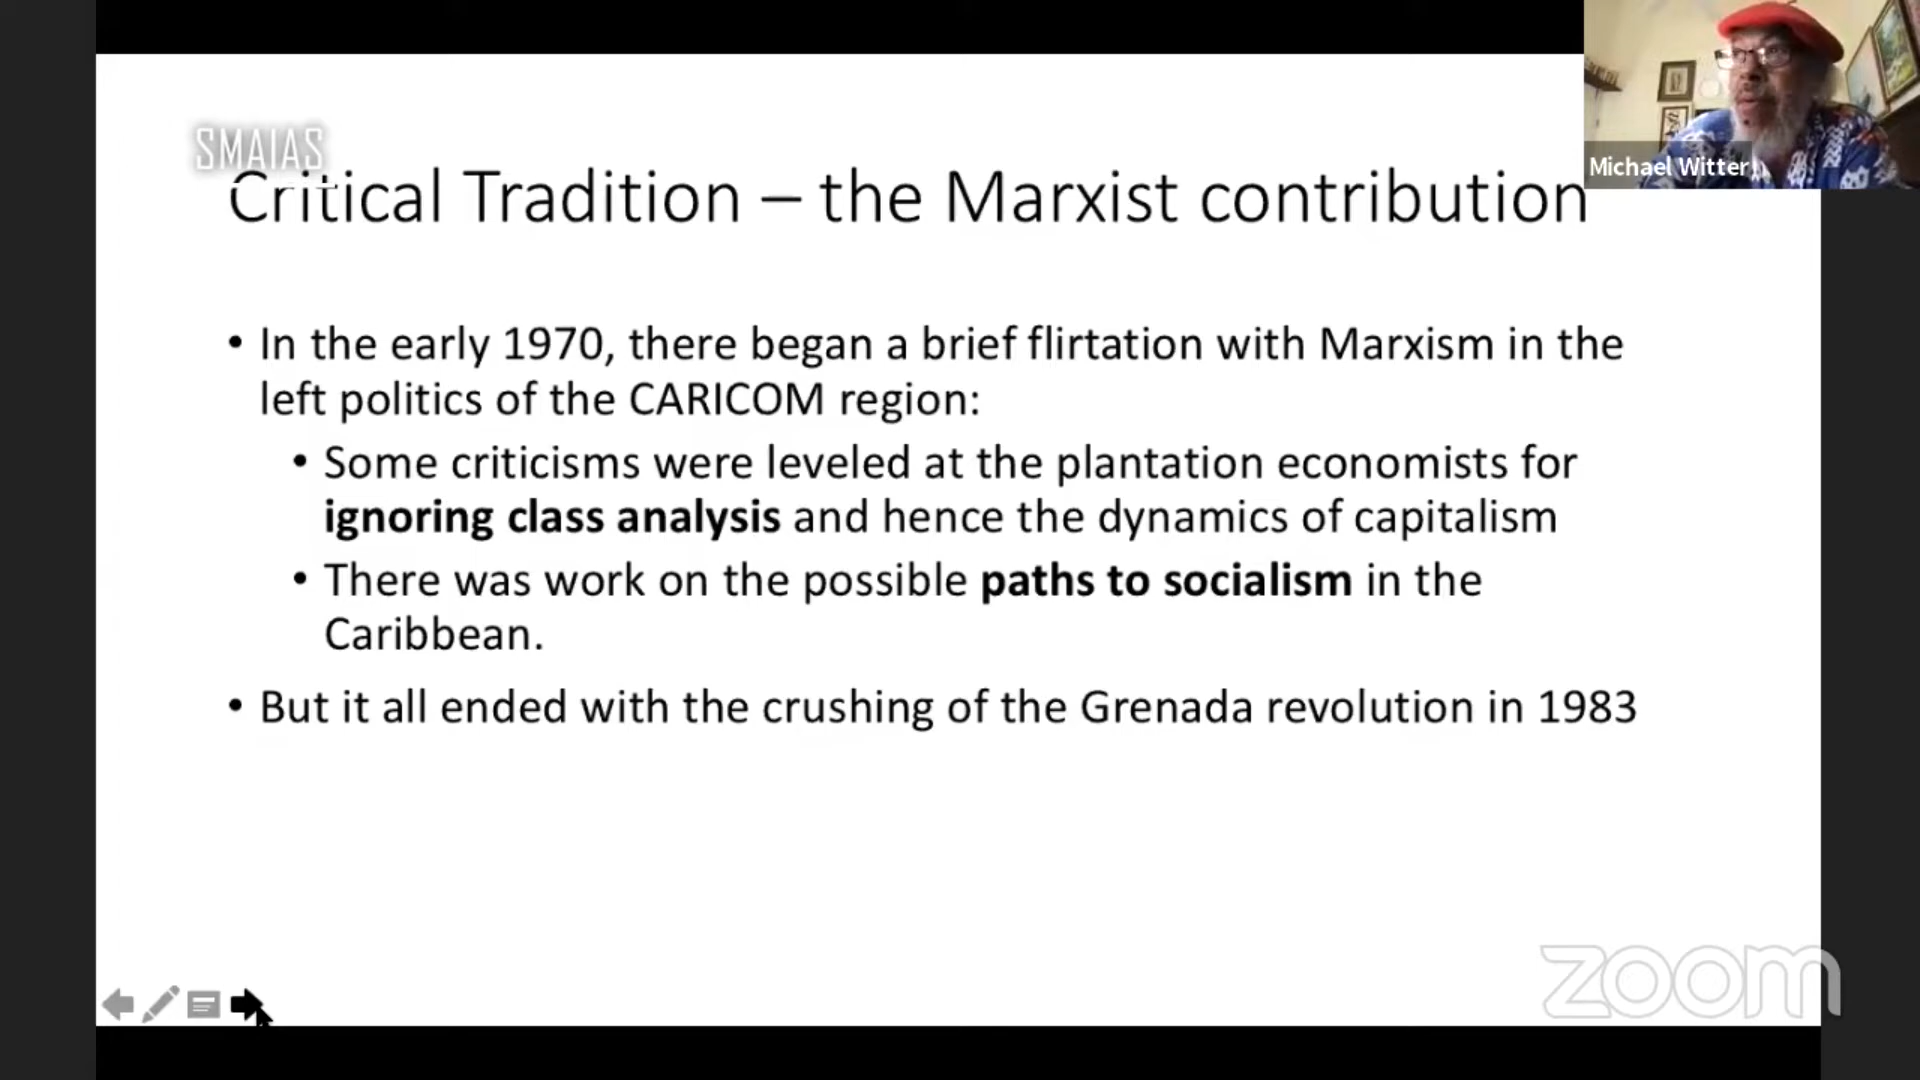 SMAIAS
Michael Witter
Critical Tradition – the Marxist contribution
• In the early 1970, there began a brief flirtation with Marxism in the
left politics of the CARICOM region:
• Some criticisms were leveled at the plantation economists for
ignoring class analysis and hence the dynamics of capitalism
• There was work on the possible paths to socialism in the
Caribbean.
• But it all ended with the crushing of the Grenada revolution in 1983
zoom